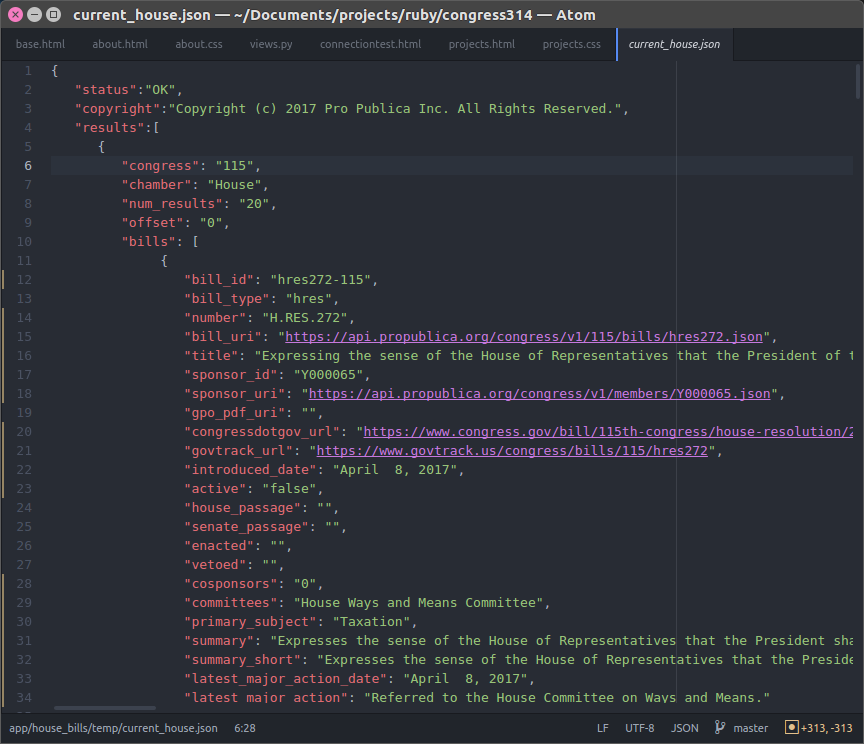 current_house.json — ~/Documents/projects/ruby/congress314 — Atom
base.html about.html about.css views.py connectiontest.html projects.html projects.css current_house.json
1 {
2 "status":"OK",
3 "copyright":"Copyright (c) 2017 Pro Publica Inc. All Rights Reserved.",
4 "results":[
5 {
6 "congress": "115",
7 "chamber": "House",
8 "num_results": "20",
9 "offset": "0",
10 "bills": [
11 {
12 "bill_id": "hres272-115",
13 "bill_type": "hres",
14 "number": "H.RES.272",
15 "bill_uri": "https://api.propublica.org/congress/v1/115/bills/hres272.json",
16 "title": "Expressing the sense of the House of Representatives that the President of t
17 "sponsor_id": "Y000065",
18 "sponsor_uri": "https://api.propublica.org/congress/v1/members/Y000065.json",
19 "gpo_pdf_uri": "",
20 "congressdotgov_url": "https://www.congress.gov/bill/115th-congress/house-resolution/2
21 "govtrack_url": "https://www.govtrack.us/congress/bills/115/hres272",
22 "introduced_date": "April  8, 2017",
23 "active": "false",
24 "house_passage": "",
25 "senate_passage": "",
26 "enacted": "",
27 "vetoed": "",
28 "cosponsors": "0",
29 "committees": "House Ways and Means Committee",
30 "primary_subject": "Taxation",
31 "summary": "Expresses the sense of the House of Representatives that the President sha
32 "summary_short": "Expresses the sense of the House of Representatives that the Preside
33 "latest_major_action_date": "April  8, 2017",
34 "latest_major_action": "Referred to the House Committee on Ways and Means."
app/house_bills/temp/current_house.json 6:28 LF UTF-8 JSON master +313, -313